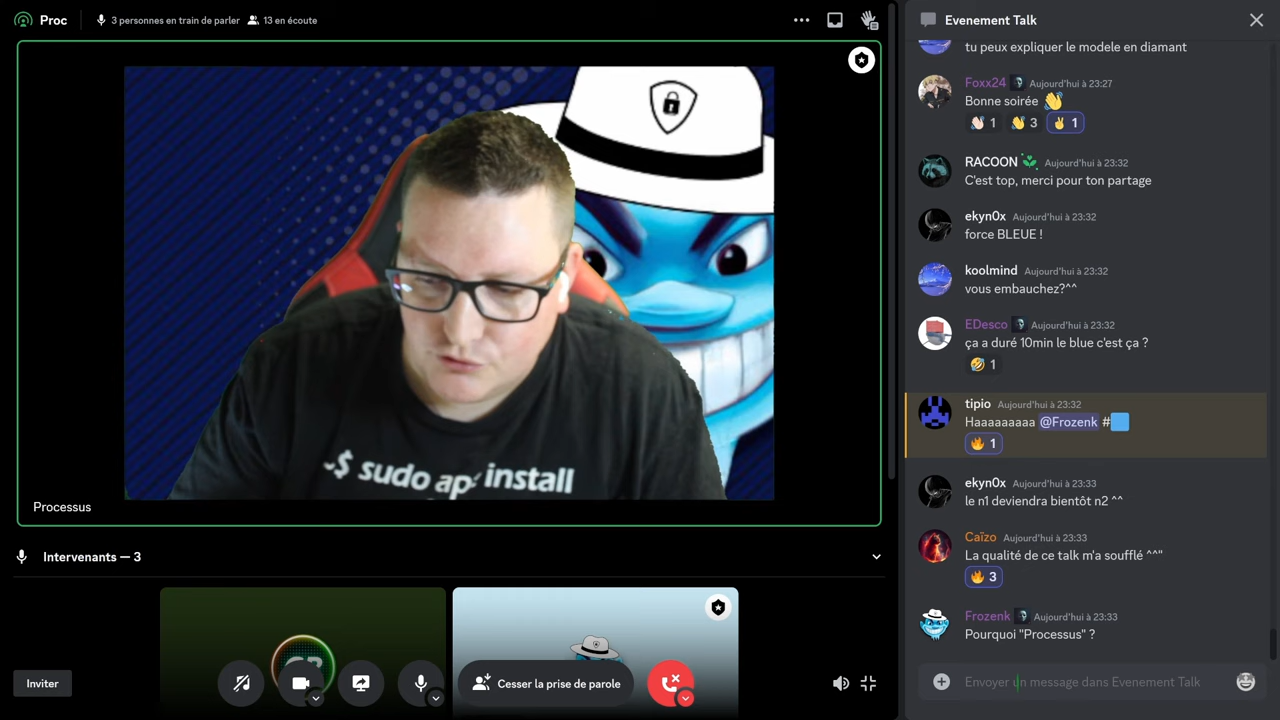 Proc
3 personnes en train de parler
13 en écoute
Evenement Talk
tu peux expliquer le modele en diamant
Foxx24 Aujourd'hui à 23:27
Bonne soirée 👋
👋🏻 1 👋 3 ✌️ 1
RACOON Aujourd'hui à 23:32
C'est top, merci pour ton partage
ekyn0x Aujourd'hui à 23:32
force BLEUE !
koolmind Aujourd'hui à 23:32
vous embauchez?^^
EDesco Aujourd'hui à 23:32
ça a duré 10min le blue c'est ça ?
🤣 1
tipio Aujourd'hui à 23:32
Haaaaaaaaa @Frozenk #🟦
🔥 1
ekyn0x Aujourd'hui à 23:33
le n1 deviendra bientôt n2 ^^
Caïzo Aujourd'hui à 23:33
La qualité de ce talk m'a soufflé ^^"
🔥 3
Frozenk Aujourd'hui à 23:33
Pourquoi "Processus" ?
Envoyer un message dans Evenement Talk
$ sudo apt install
Processus
Intervenants — 3
Inviter
Cesser la prise de parole